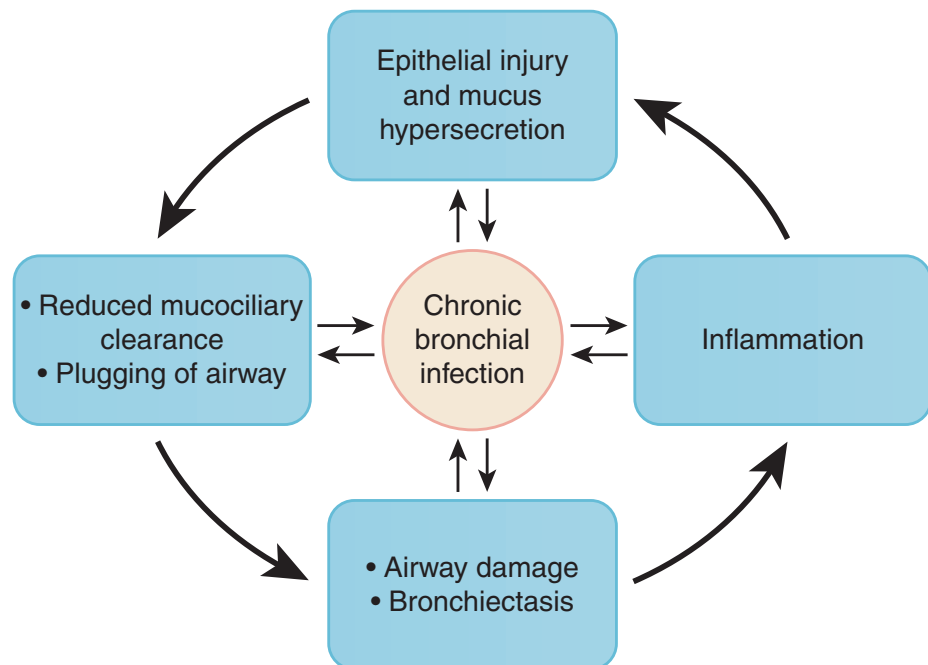 Epithelial injury
and mucus
hypersecretion
• Reduced mucociliary
clearance
• Plugging of airway
Chronic
bronchial
infection
Inflammation
• Airway damage
• Bronchiectasis